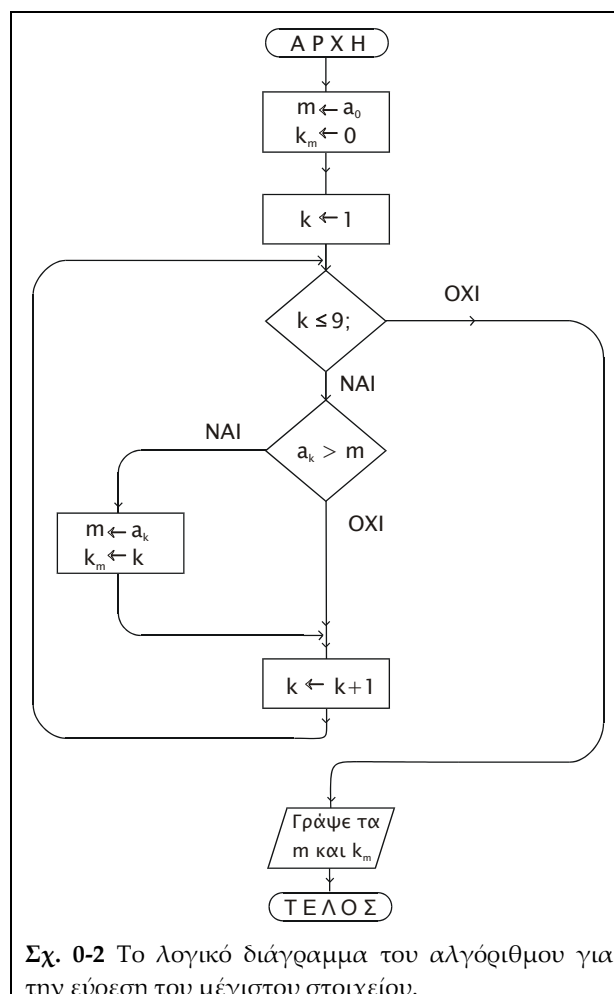 ΑΡΧΗ
m ← a₀
kₘ ← 0
k ← 1
k ≤ 9;
ΟΧΙ
ΝΑΙ
ΝΑΙ
aₖ > m
ΟΧΙ
m ← aₖ
kₘ ← k
k ← k+1
Γράψε τα
m και kₘ
ΤΕΛΟΣ
Σχ. 0-2 Το λογικό διάγραμμα του αλγόριθμου για
την εύρεση του μέγιστου στοιχείου.